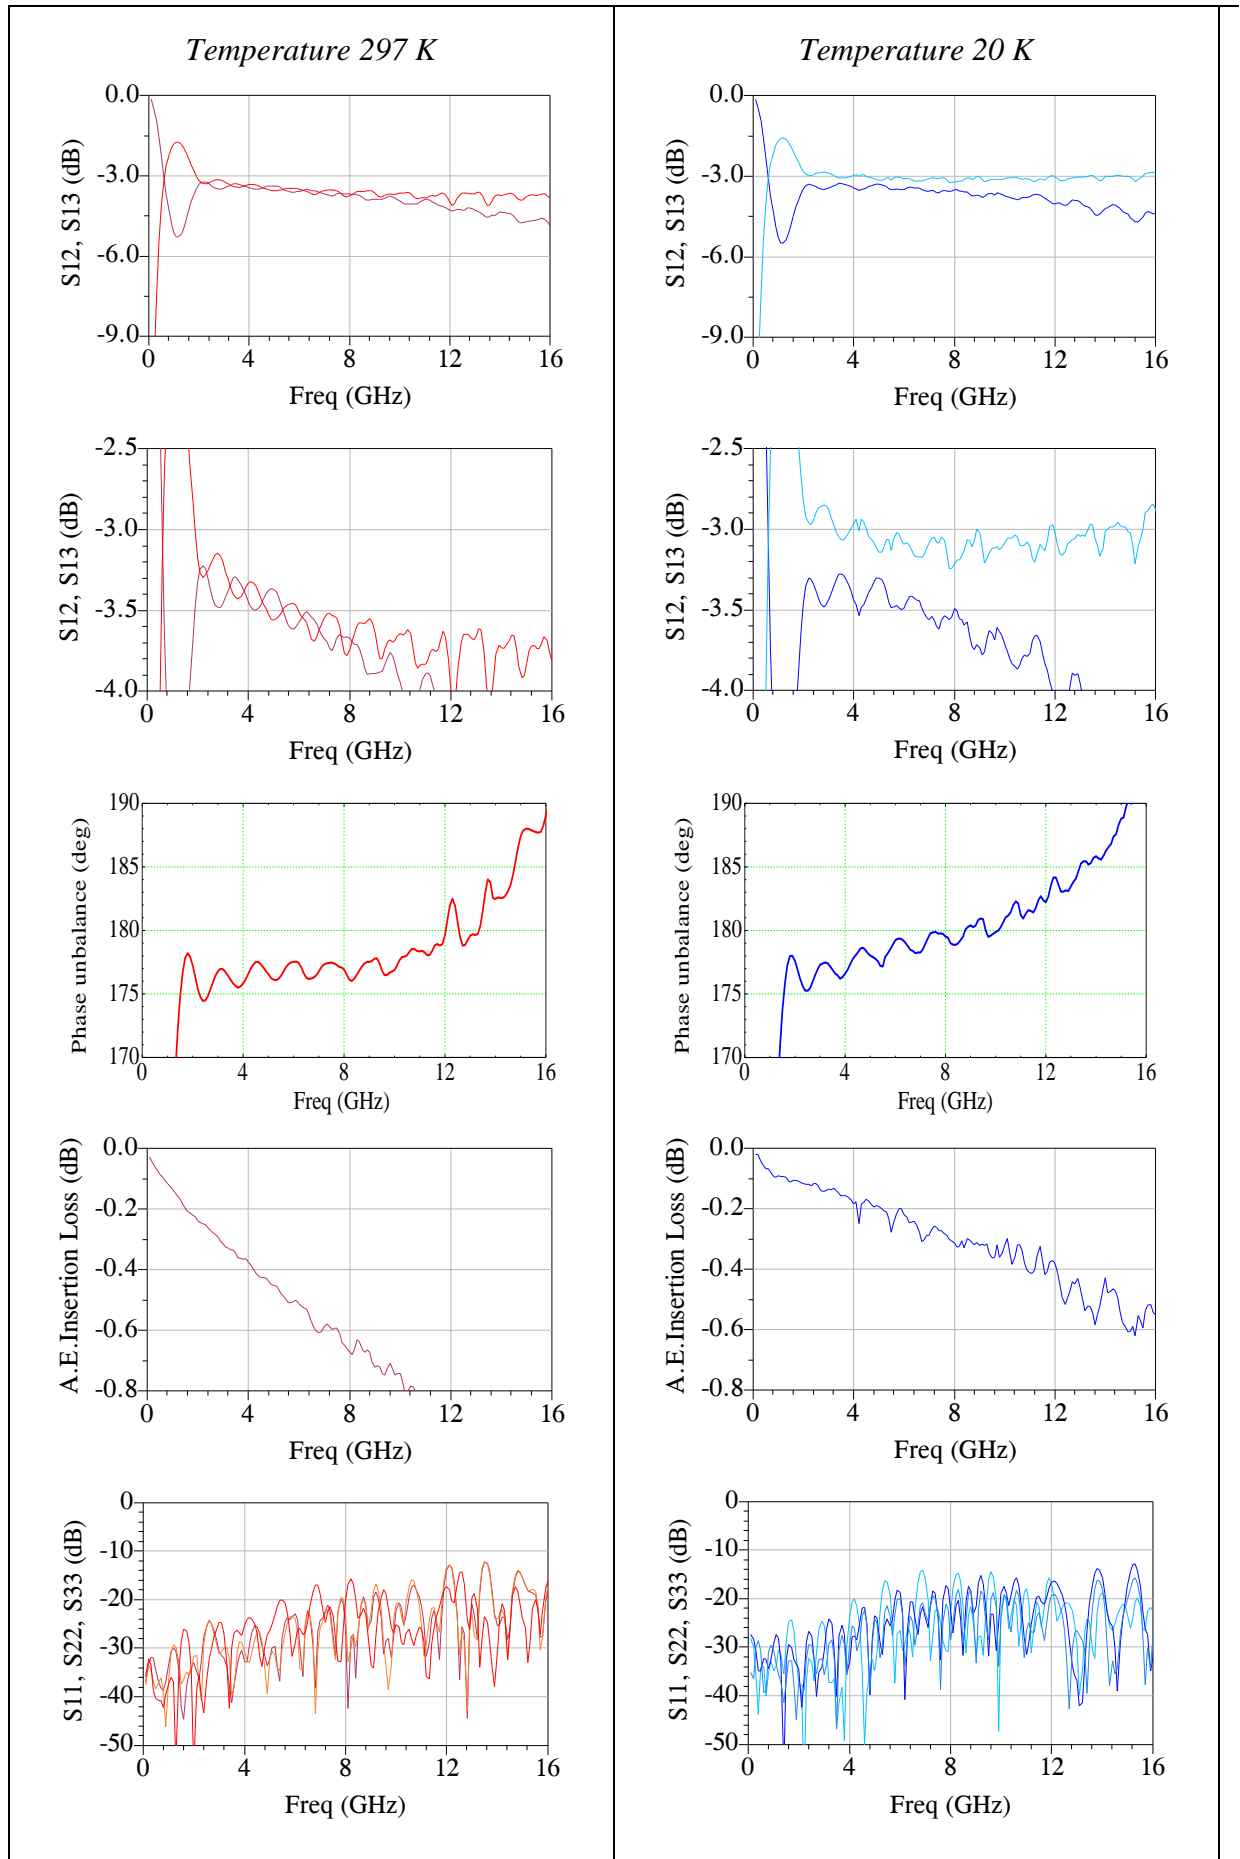 Temperature 297 K
0.0
-3.0
-6.0
-9.0
S12, S13 (dB)
0 4 8 12 16
Freq (GHz)
-2.5
-3.0
-3.5
-4.0
S12, S13 (dB)
0 4 8 12 16
Freq (GHz)
190
185
180
175
170
Phase unbalance (deg)
0 4 8 12 16
Freq (GHz)
0.0
-0.2
-0.4
-0.6
-0.8
A.E.Insertion Loss (dB)
0 4 8 12 16
Freq (GHz)
0
-10
-20
-30
-40
-50
S11, S22, S33 (dB)
0 4 8 12 16
Freq (GHz)
Temperature 20 K
0.0
-3.0
-6.0
-9.0
S12, S13 (dB)
0 4 8 12 16
Freq (GHz)
-2.5
-3.0
-3.5
-4.0
S12, S13 (dB)
0 4 8 12 16
Freq (GHz)
190
185
180
175
170
Phase unbalance (deg)
0 4 8 12 16
Freq (GHz)
0.0
-0.2
-0.4
-0.6
-0.8
A.E.Insertion Loss (dB)
0 4 8 12 16
Freq (GHz)
0
-10
-20
-30
-40
-50
S11, S22, S33 (dB)
0 4 8 12 16
Freq (GHz)